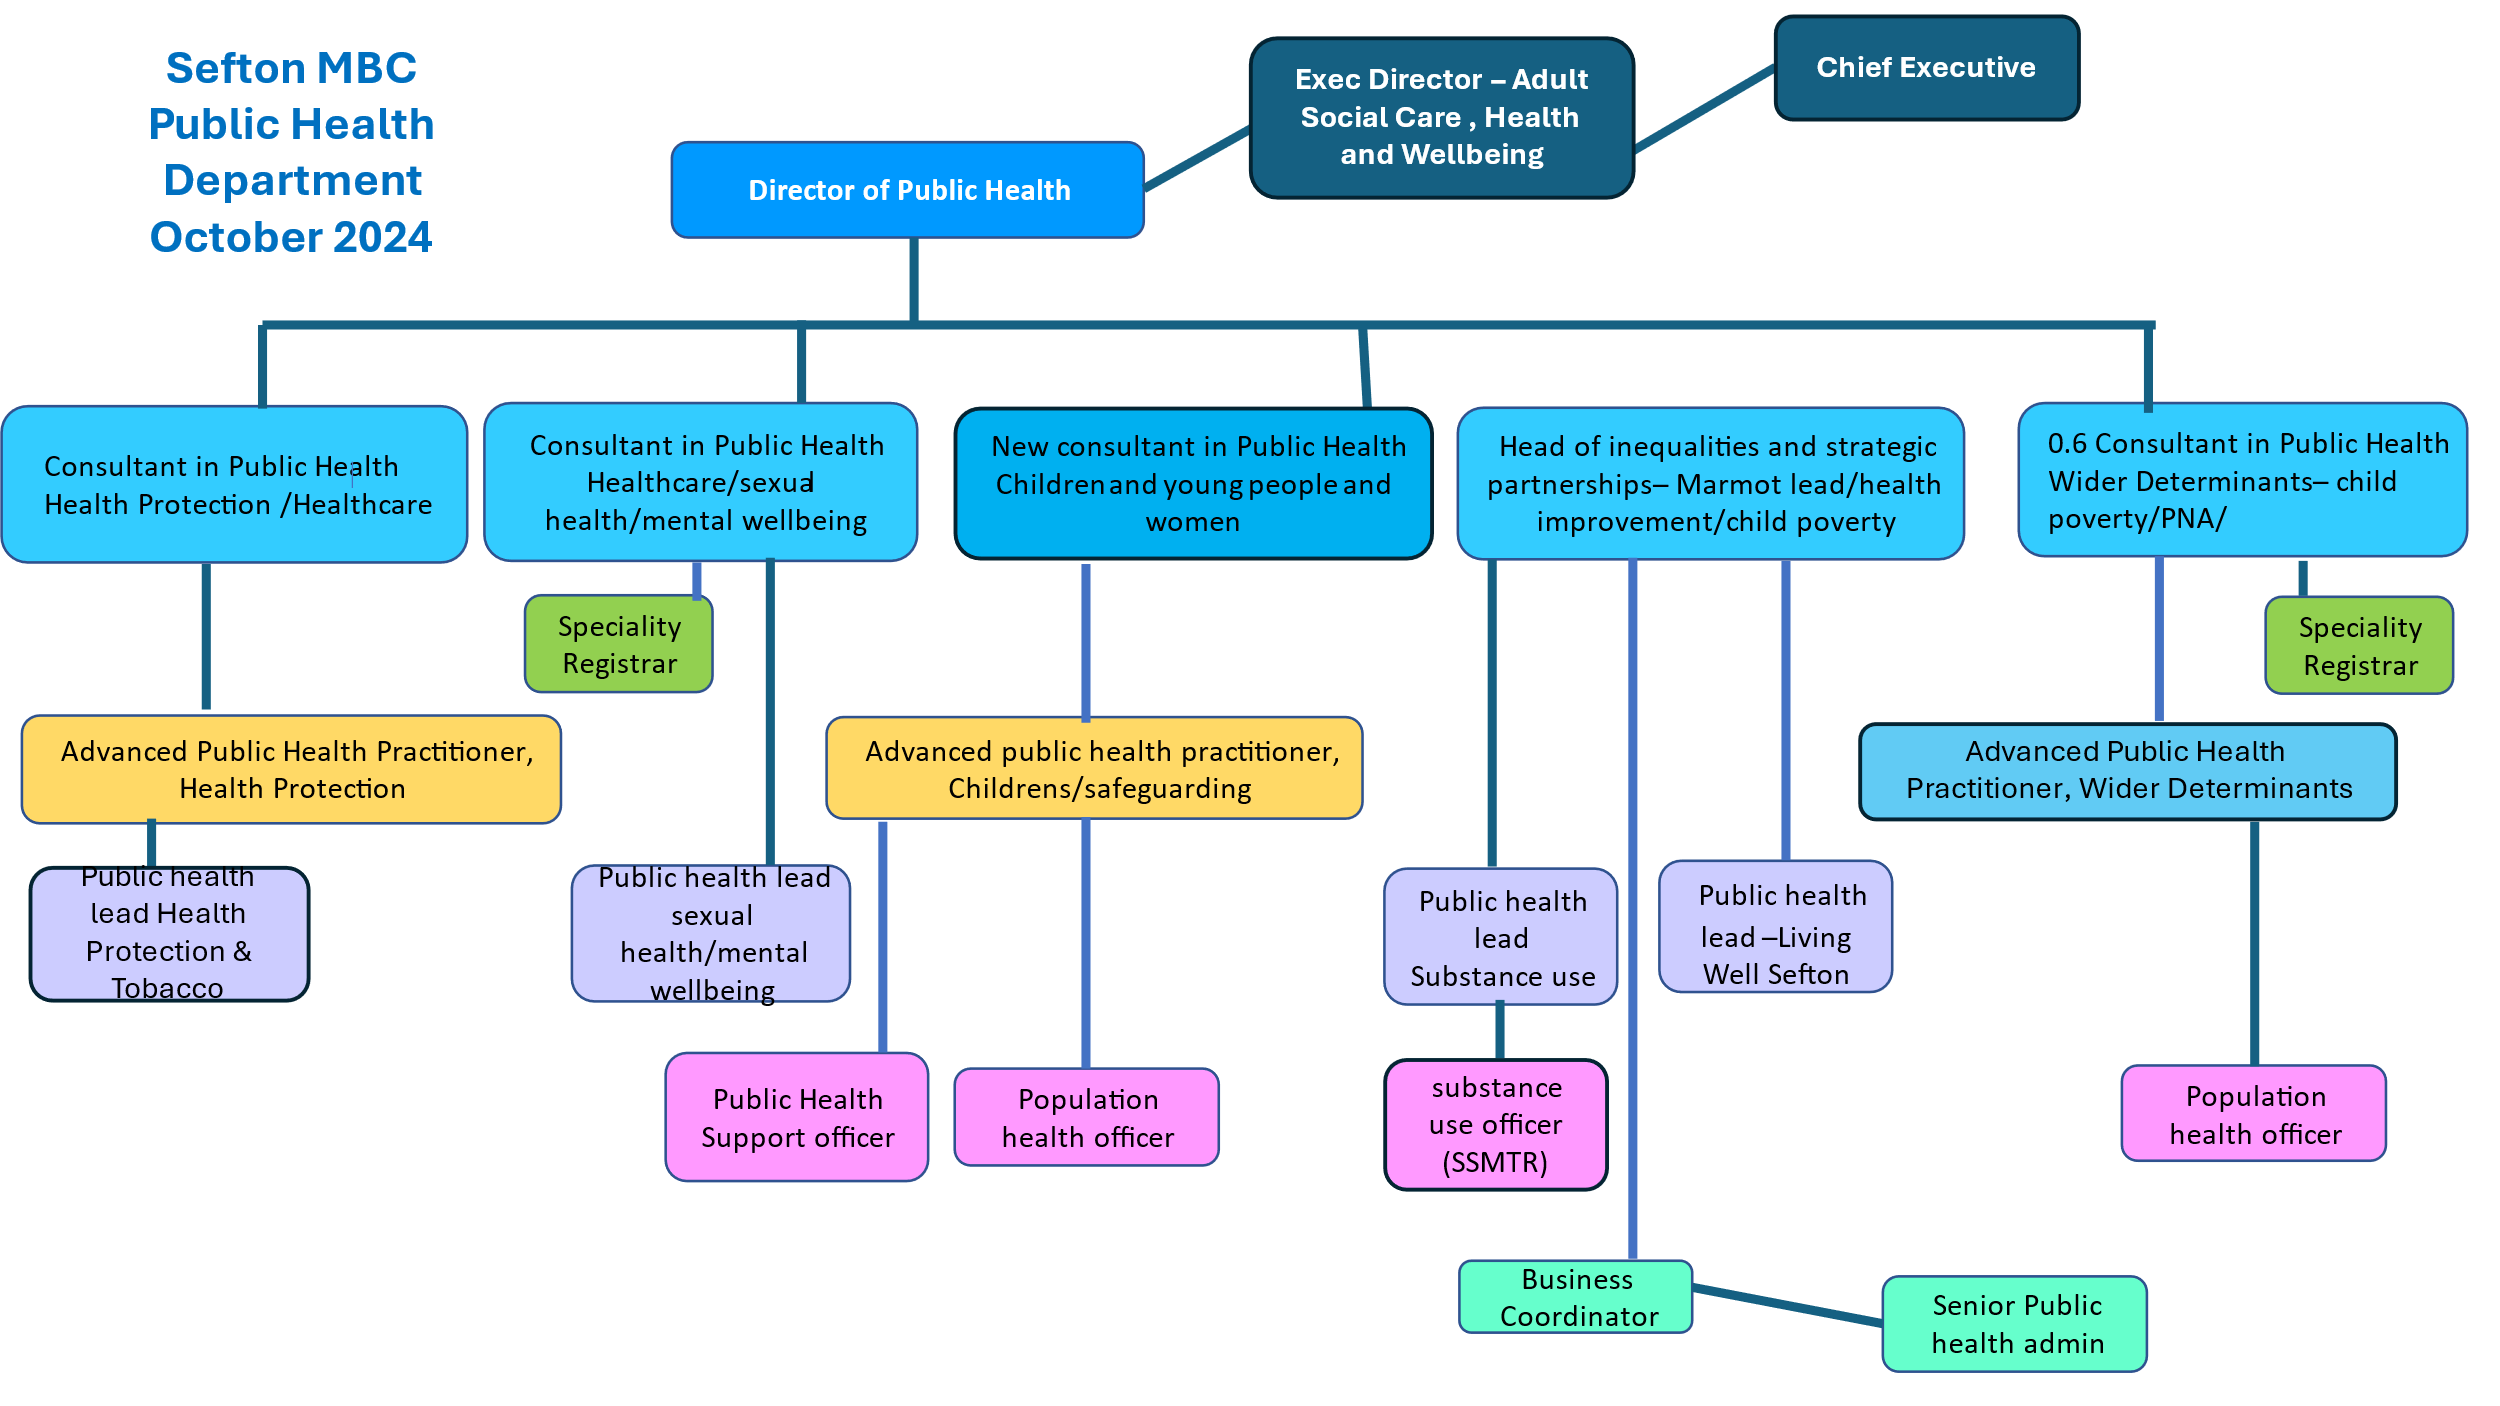 Sefton MBC
Public Health
Department
October 2024
Chief Executive
Exec Director – Adult
Social Care , Health
and Wellbeing
Director of Public Health
Consultant in Public Health
Health Protection /Healthcare
Consultant in Public Health
Healthcare/sexual
health/mental wellbeing
New consultant in Public Health
Children and young people and
women
Head of inequalities and strategic
partnerships– Marmot lead/health
improvement/child poverty
0.6 Consultant in Public Health
Wider Determinants– child
poverty/PNA/
Speciality
Registrar
Speciality
Registrar
Advanced Public Health Practitioner,
Health Protection
Advanced public health practitioner,
Childrens/safeguarding
Advanced Public Health
Practitioner, Wider Determinants
Public health
lead Health
Protection &
Tobacco
Public health lead
sexual
health/mental
wellbeing
Public health
lead
Substance use
Public health
lead –Living
Well Sefton
Public Health
Support officer
Population
health officer
substance
use officer
(SSMTR)
Population
health officer
Business
Coordinator
Senior Public
health admin